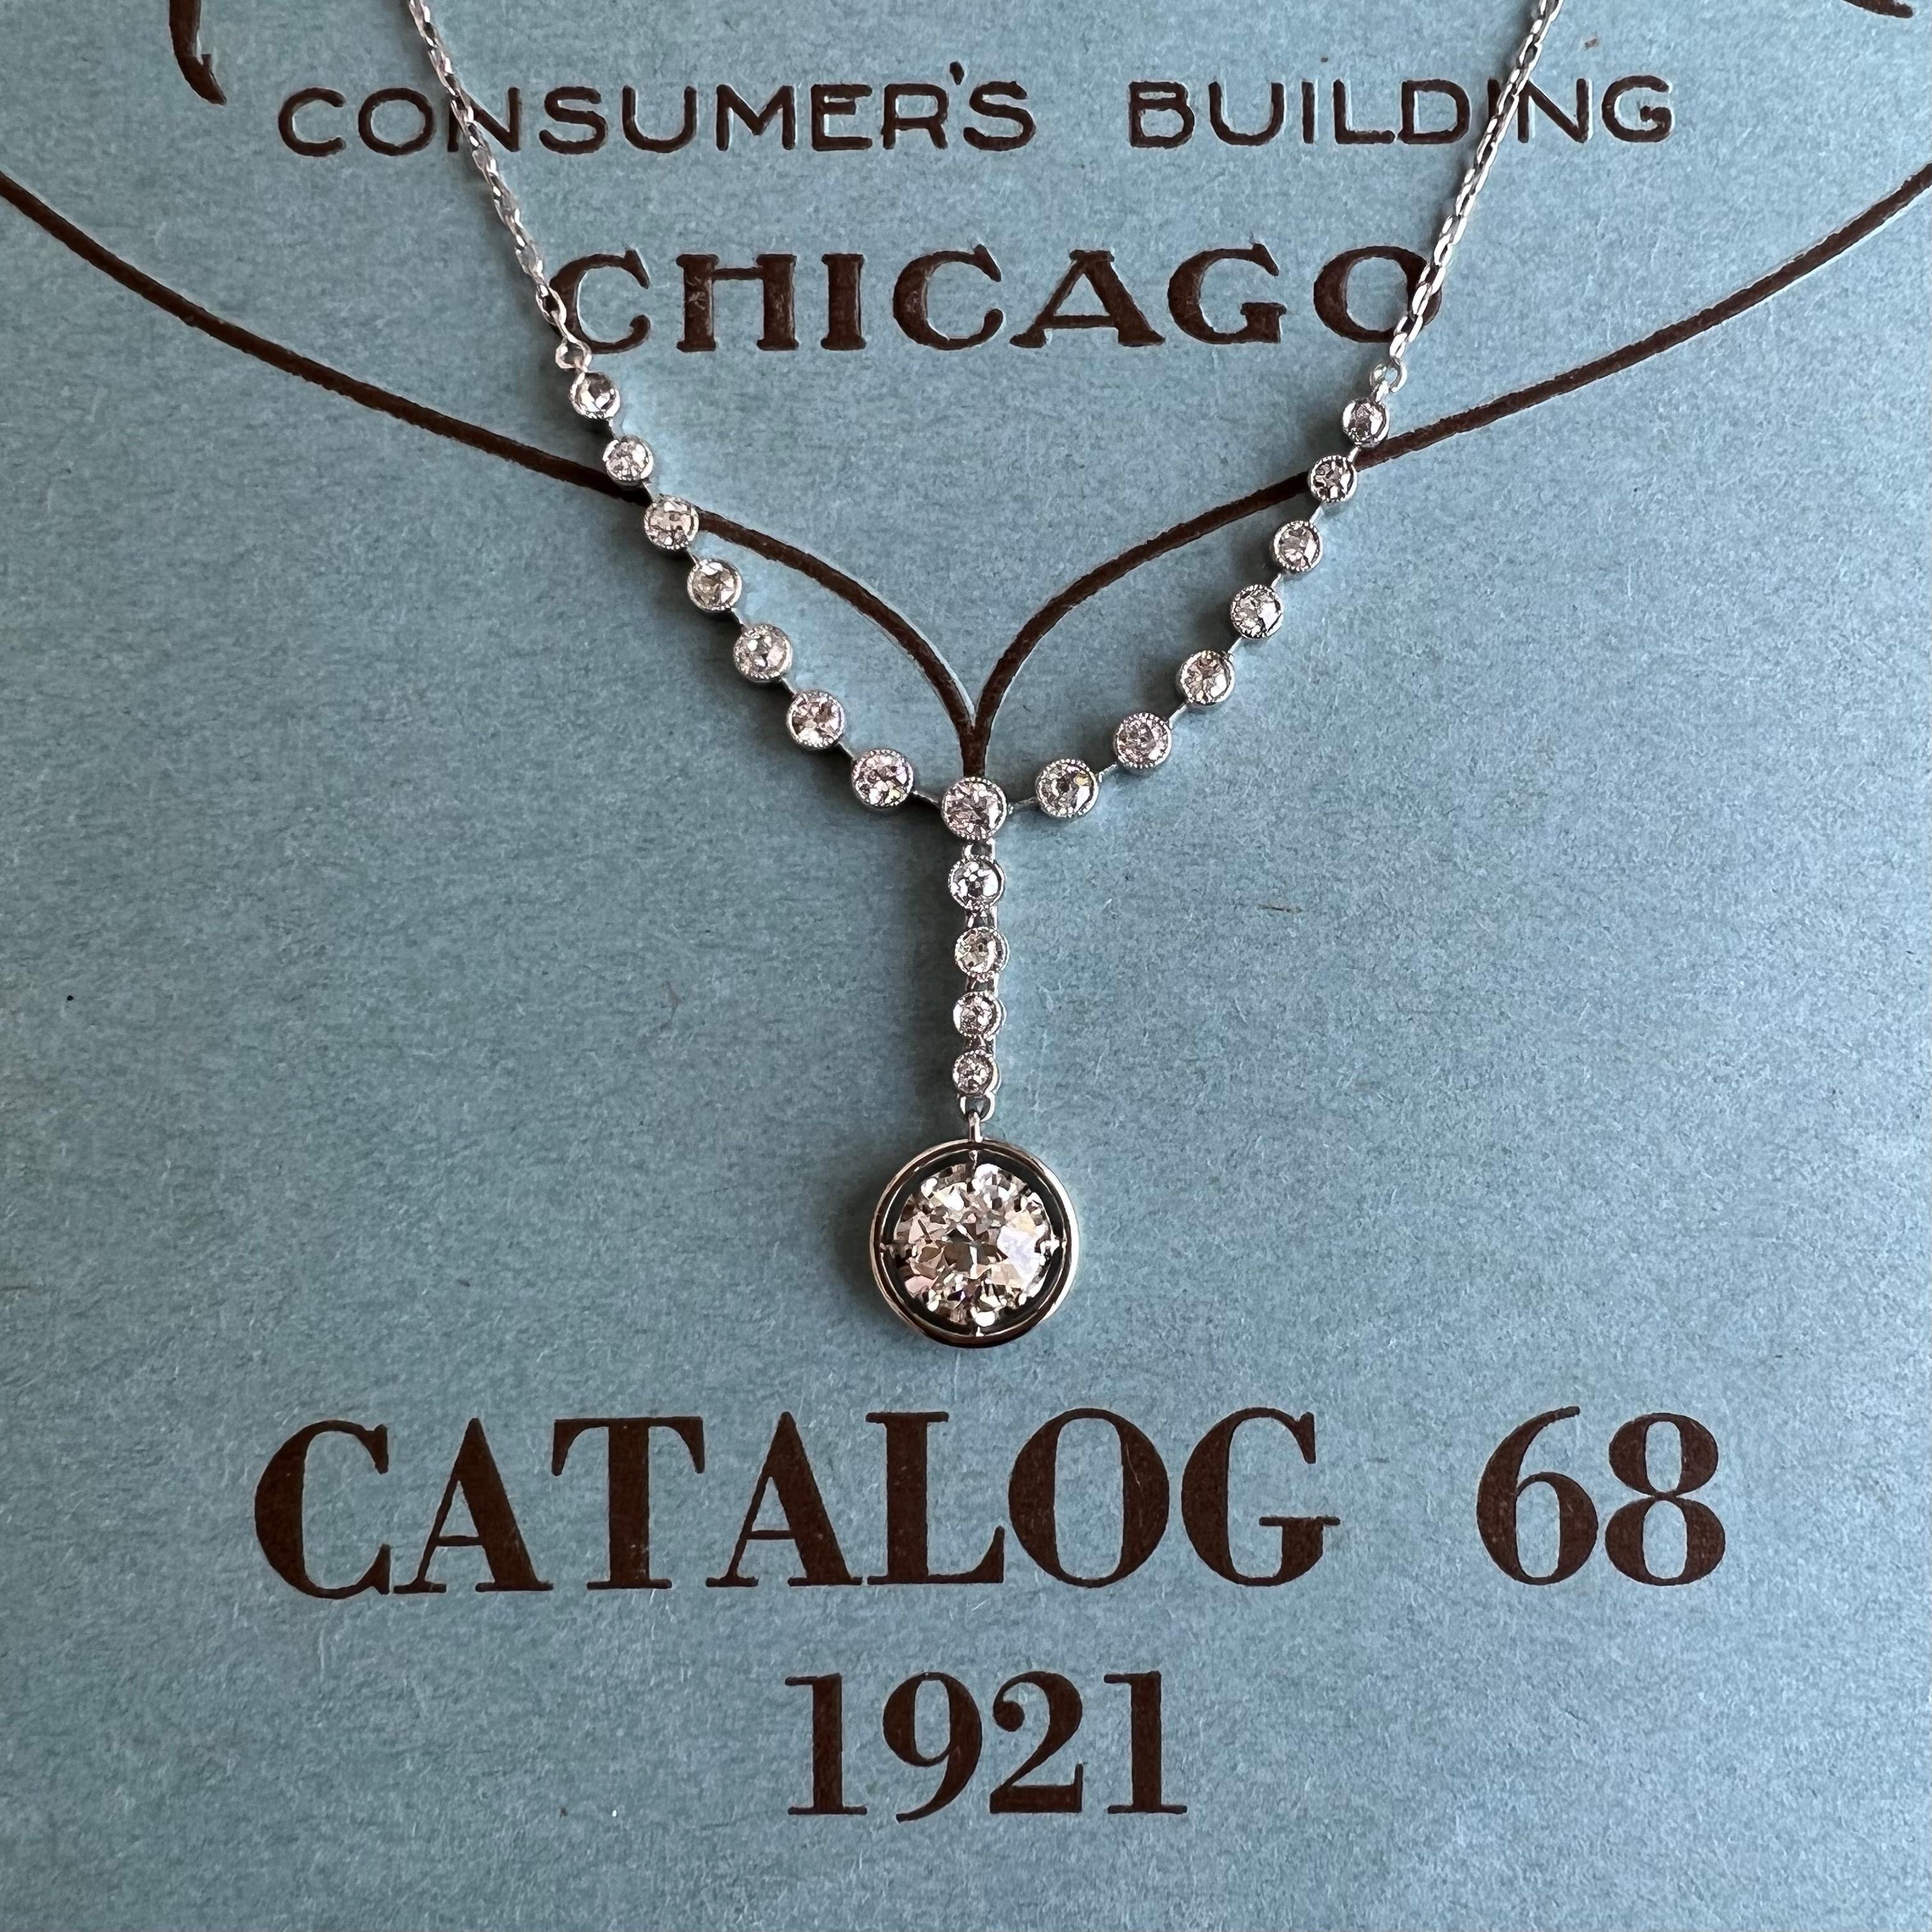 CONSUMER'S BUILDING
CHICAGO
CATALOG 68
1921